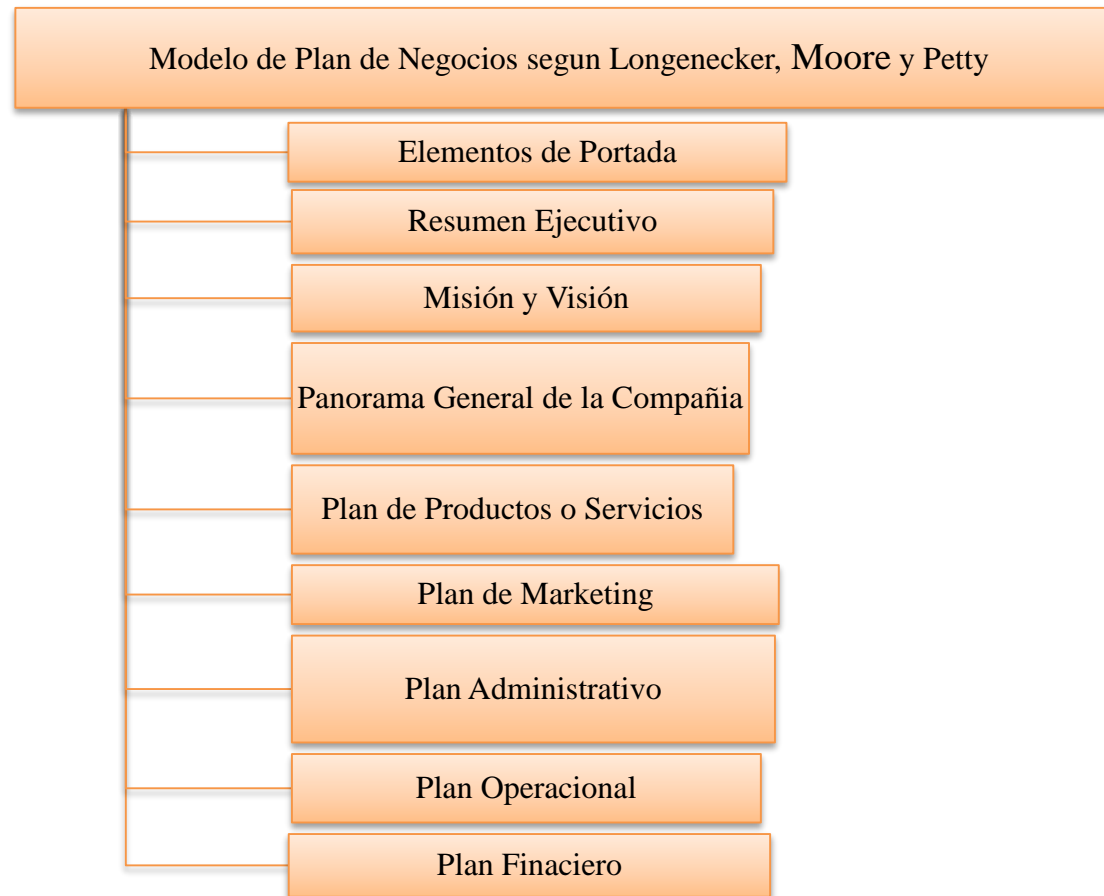 Modelo de Plan de Negocios segun Longenecker, Moore y Petty
Elementos de Portada
Resumen Ejecutivo
Misión y Visión
Panorama General de la Compañia
Plan de Productos o Servicios
Plan de Marketing
Plan Administrativo
Plan Operacional
Plan Finaciero